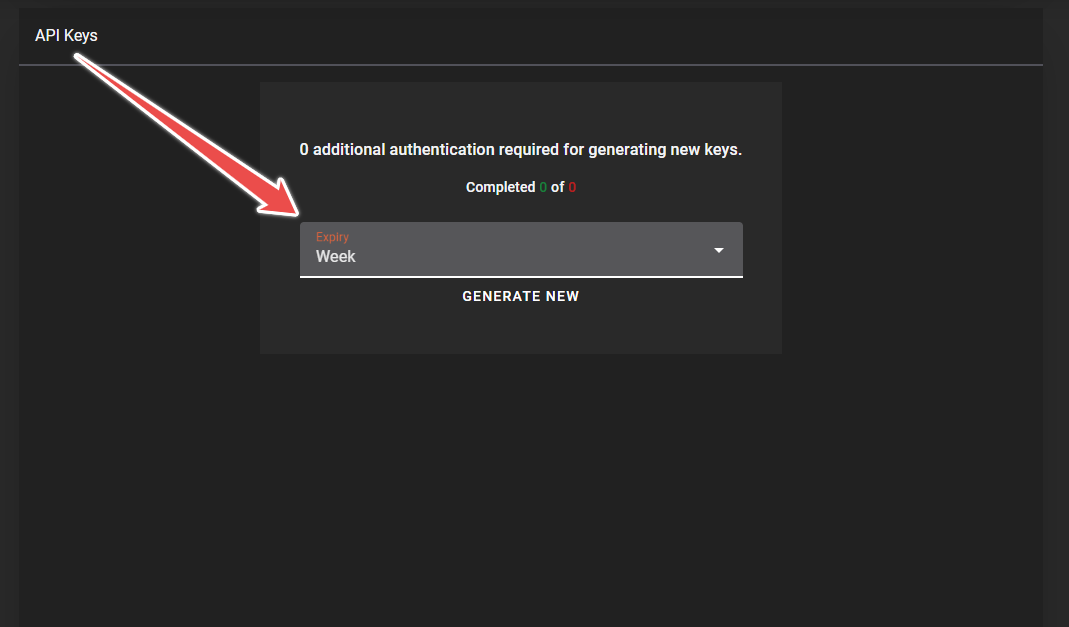 API Keys
0 additional authentication required for generating new keys.
Completed 0 of 0
Expiry
Week
GENERATE NEW